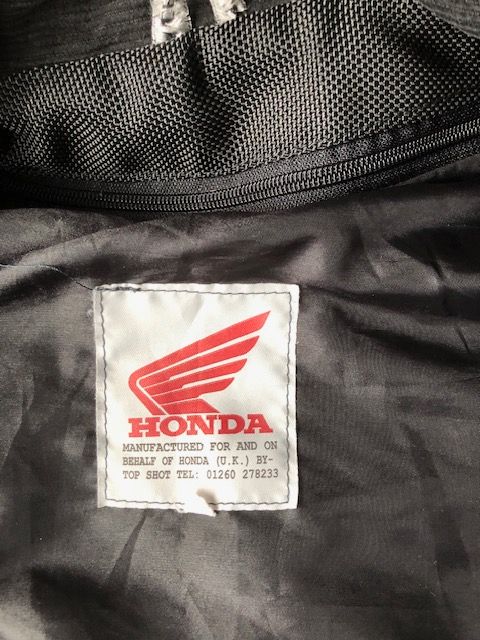 HONDA
MANUFACTURED FOR AND ON
BEHALF OF HONDA (U.K.) BY-
TOP SHOT TEL: 01260 278233